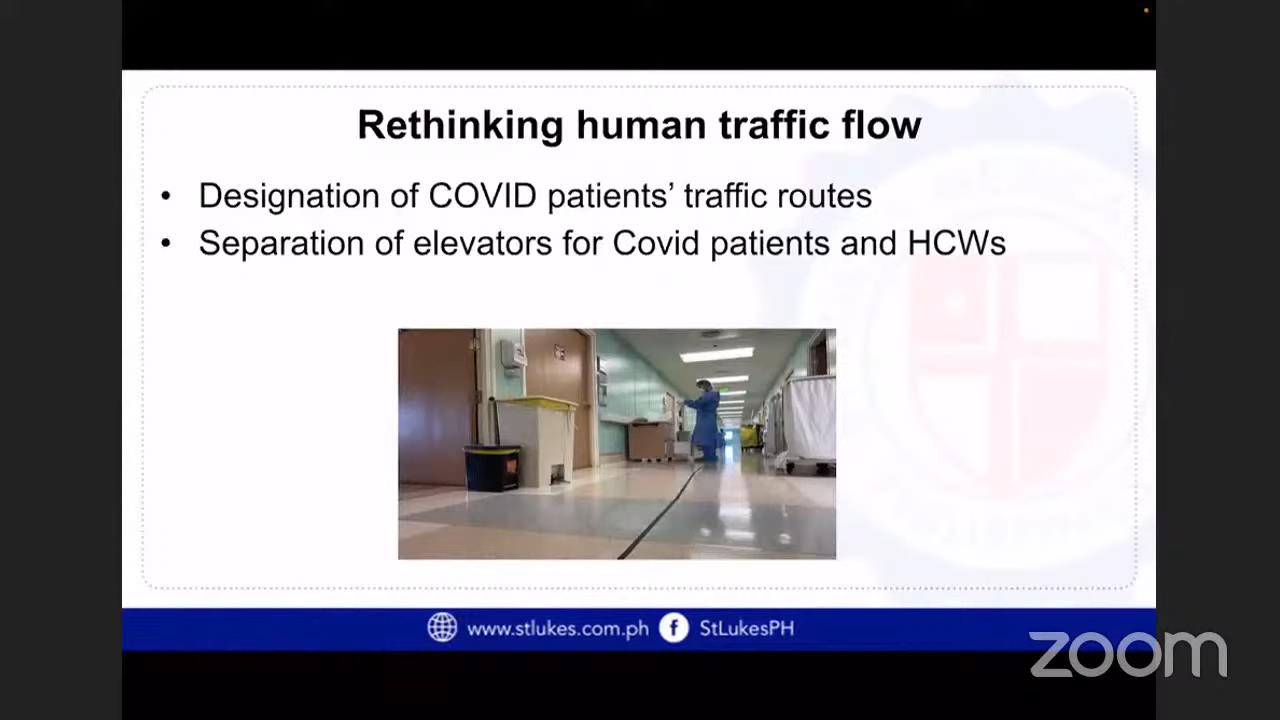 Rethinking human traffic flow
• Designation of COVID patients’ traffic routes
• Separation of elevators for Covid patients and HCWs
www.stlukes.com.ph f StLukesPH
zoom